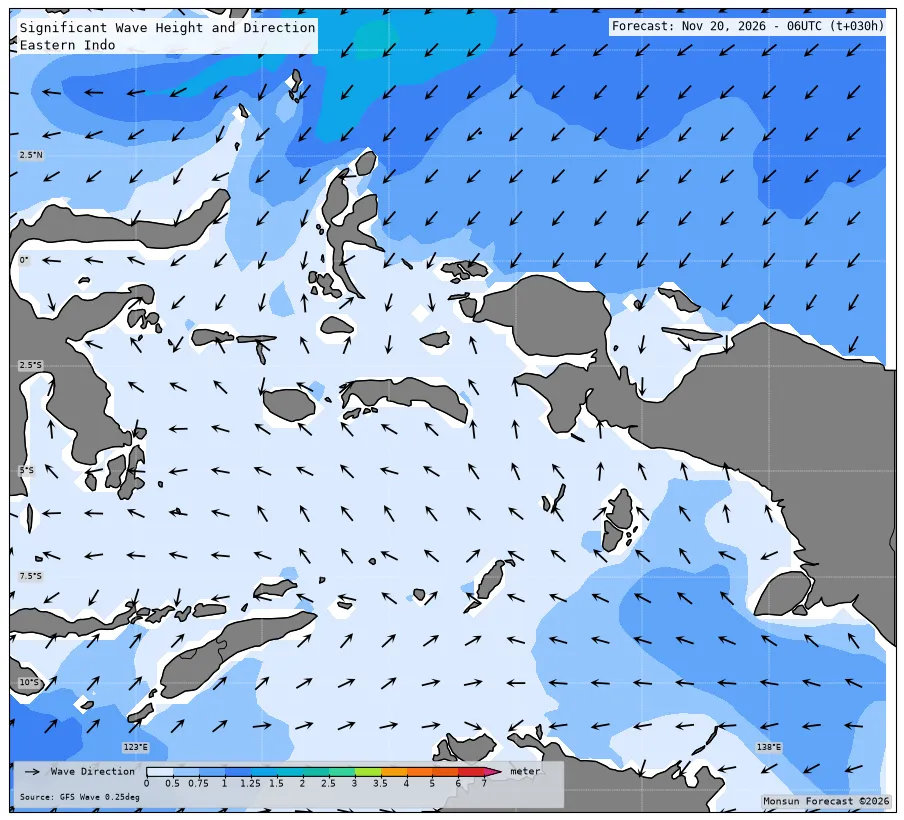 Significant Wave Height and Direction
Eastern Indo
Forecast: Nov 20, 2026 - 06UTC (t+030h)
2.5°N
0°
2.5°S
5°S
7.5°S
10°S
123°E
138°E
Wave Direction
meter
0 0.5 0.75 1 1.25 1.5 2 2.5 3 3.5 4 5 6 7
Source: GFS Wave 0.25deg
Monsun Forecast ©2026